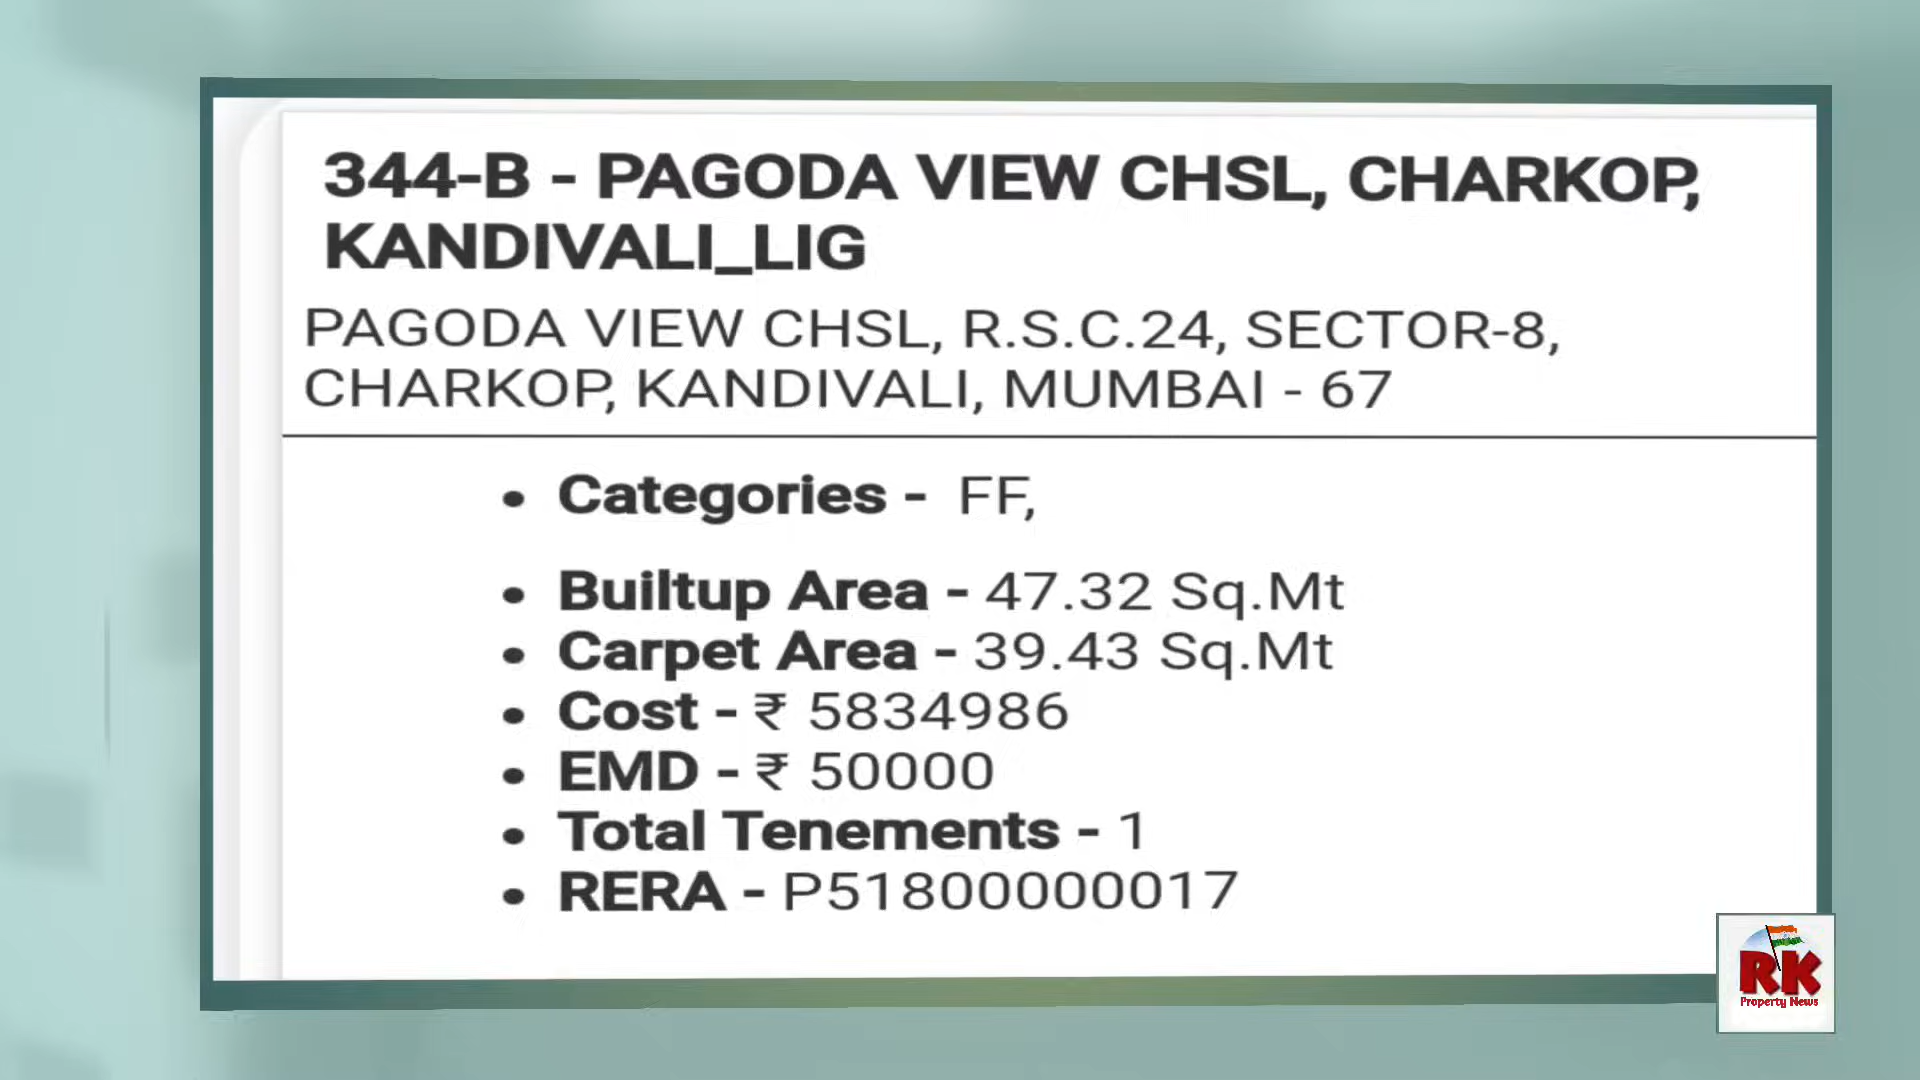 344-B - PAGODA VIEW CHSL, CHARKOP,
KANDIVALI_LIG
PAGODA VIEW CHSL, R.S.C.24, SECTOR-8,
CHARKOP, KANDIVALI, MUMBAI - 67
• Categories - FF,
• Builtup Area - 47.32 Sq.Mt
• Carpet Area - 39.43 Sq.Mt
• Cost - ₹ 5834986
• EMD - ₹ 50000
• Total Tenements - 1
• RERA - P51800000017
RK
Property News